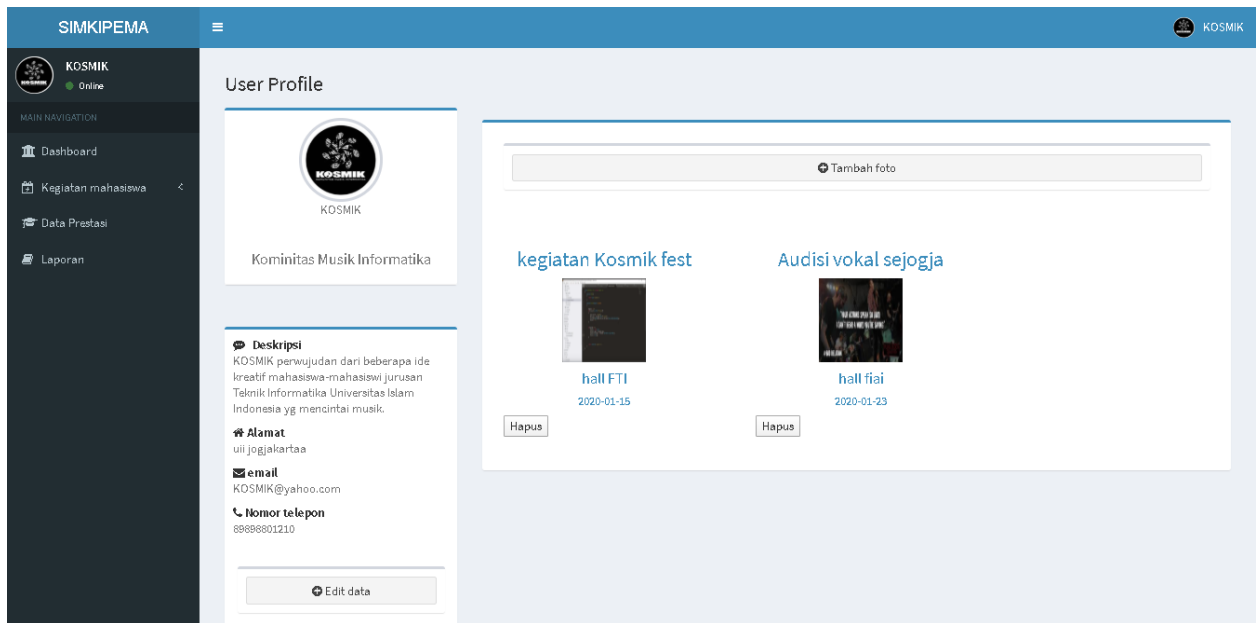 SIMKIPEMA
KOSMIK
KOSMIK
Online
MAIN NAVIGATION
Dashboard
Kegiatan mahasiswa
Data Prestasi
Laporan
User Profile
KOSMIK
KOSMIK
Kominitas Musik Informatika
Deskripsi
KOSMIK perwujudan dari beberapa ide
kreatif mahasiswa-mahasiswi jurusan
Teknik Informatika Universitas Islam
Indonesia yg mencintai musik.
Alamat
uii jogjakartaa
email
KOSMIK@yahoo.com
Nomor telepon
89898801210
Edit data
Tambah foto
kegiatan Kosmik fest
hall FTI
2020-01-15
Hapus
Audisi vokal sejogja
hall fiai
2020-01-23
Hapus